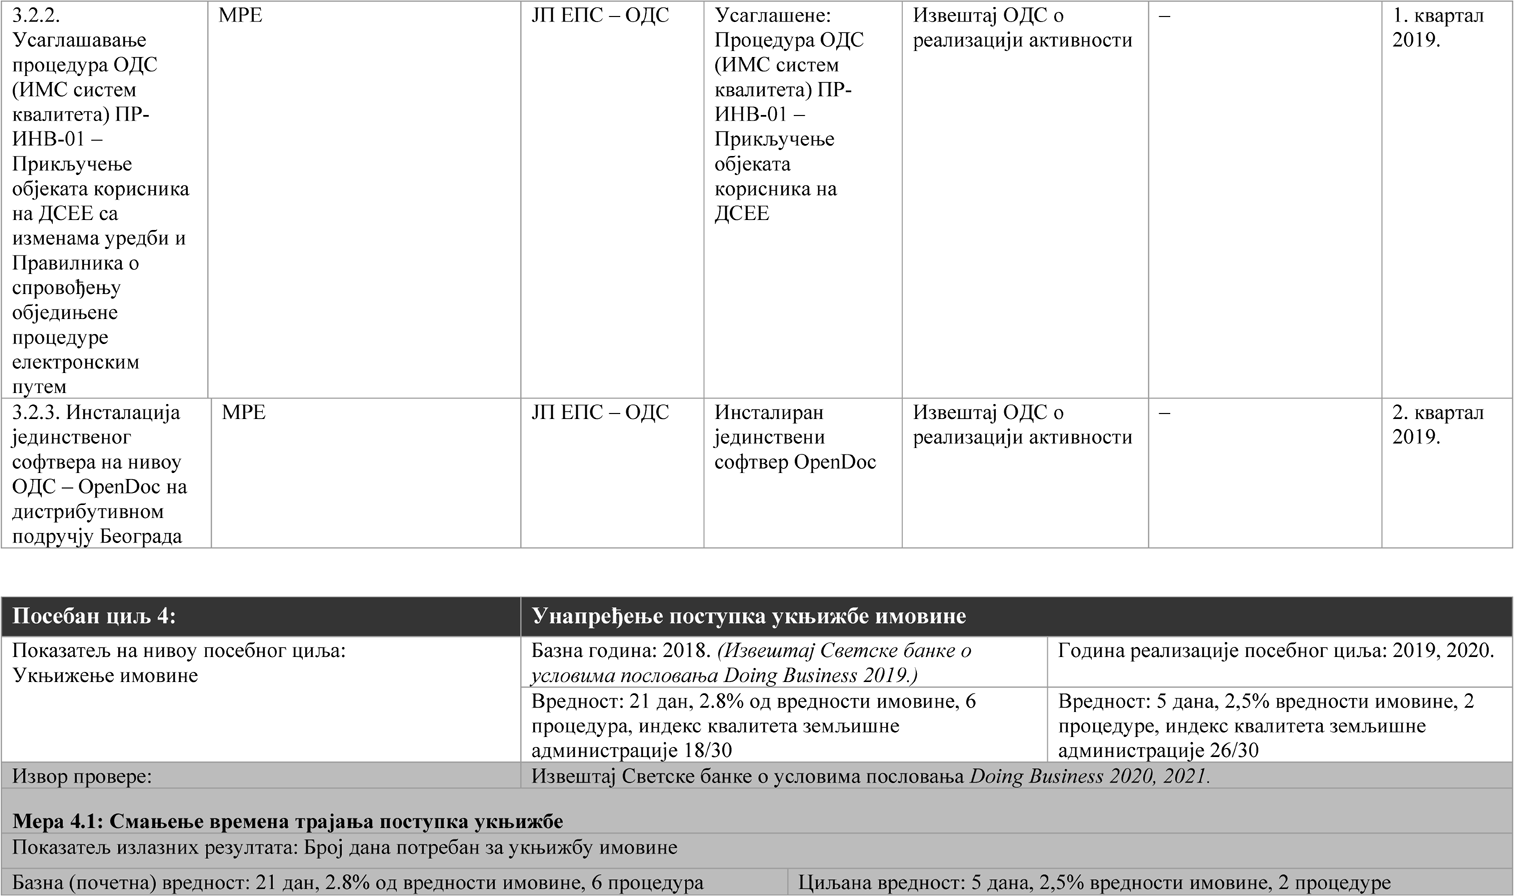 3.2.2.
Усаглашавање
процедура ОДС
(ИМС систем
квалитета) ПР-
ИНВ-01 –
Прикључење
објеката корисника
на ДСЕЕ са
изменама уредби и
Правилника о
спровођењу
обједињене
процедуре
електронским
путем
МРЕ
ЈП ЕПС – ОДС
Усаглашене:
Процедура ОДС
(ИМС систем
квалитета) ПР-
ИНВ-01 –
Прикључење
објеката
корисника на
ДСЕЕ
Извештај ОДС о
реализацији активности
–
1. квартал
2019.
3.2.3. Инсталација
јединственог
софтвера на нивоу
ОДС – OpenDoc на
дистрибутивном
подручју Београда
МРЕ
ЈП ЕПС – ОДС
Инсталиран
јединствени
софтвер OpenDoc
Извештај ОДС о
реализацији активности
–
2. квартал
2019.
Посебан циљ 4:
Унапређење поступка укњижбе имовине
Показатељ на нивоу посебног циља:
Укњижење имовине
Базна година: 2018. (Извештај Светске банке о
условима пословања Doing Business 2019.)
Година реализације посебног циља: 2019, 2020.
Вредност: 21 дан, 2.8% од вредности имовине, 6
процедура, индекс квалитета земљишне
администрације 18/30
Вредност: 5 дана, 2,5% вредности имовине, 2
процедуре, индекс квалитета земљишне
администрације 26/30
Извор провере:
Извештај Светске банке о условима пословања Doing Business 2020, 2021.
Мера 4.1: Смањење времена трајања поступка укњижбе
Показатељ излазних резултата: Број дана потребан за укњижбу имовине
Базна (почетна) вредност: 21 дан, 2.8% од вредности имовине, 6 процедура
Циљана вредност: 5 дана, 2,5% вредности имовине, 2 процедуре